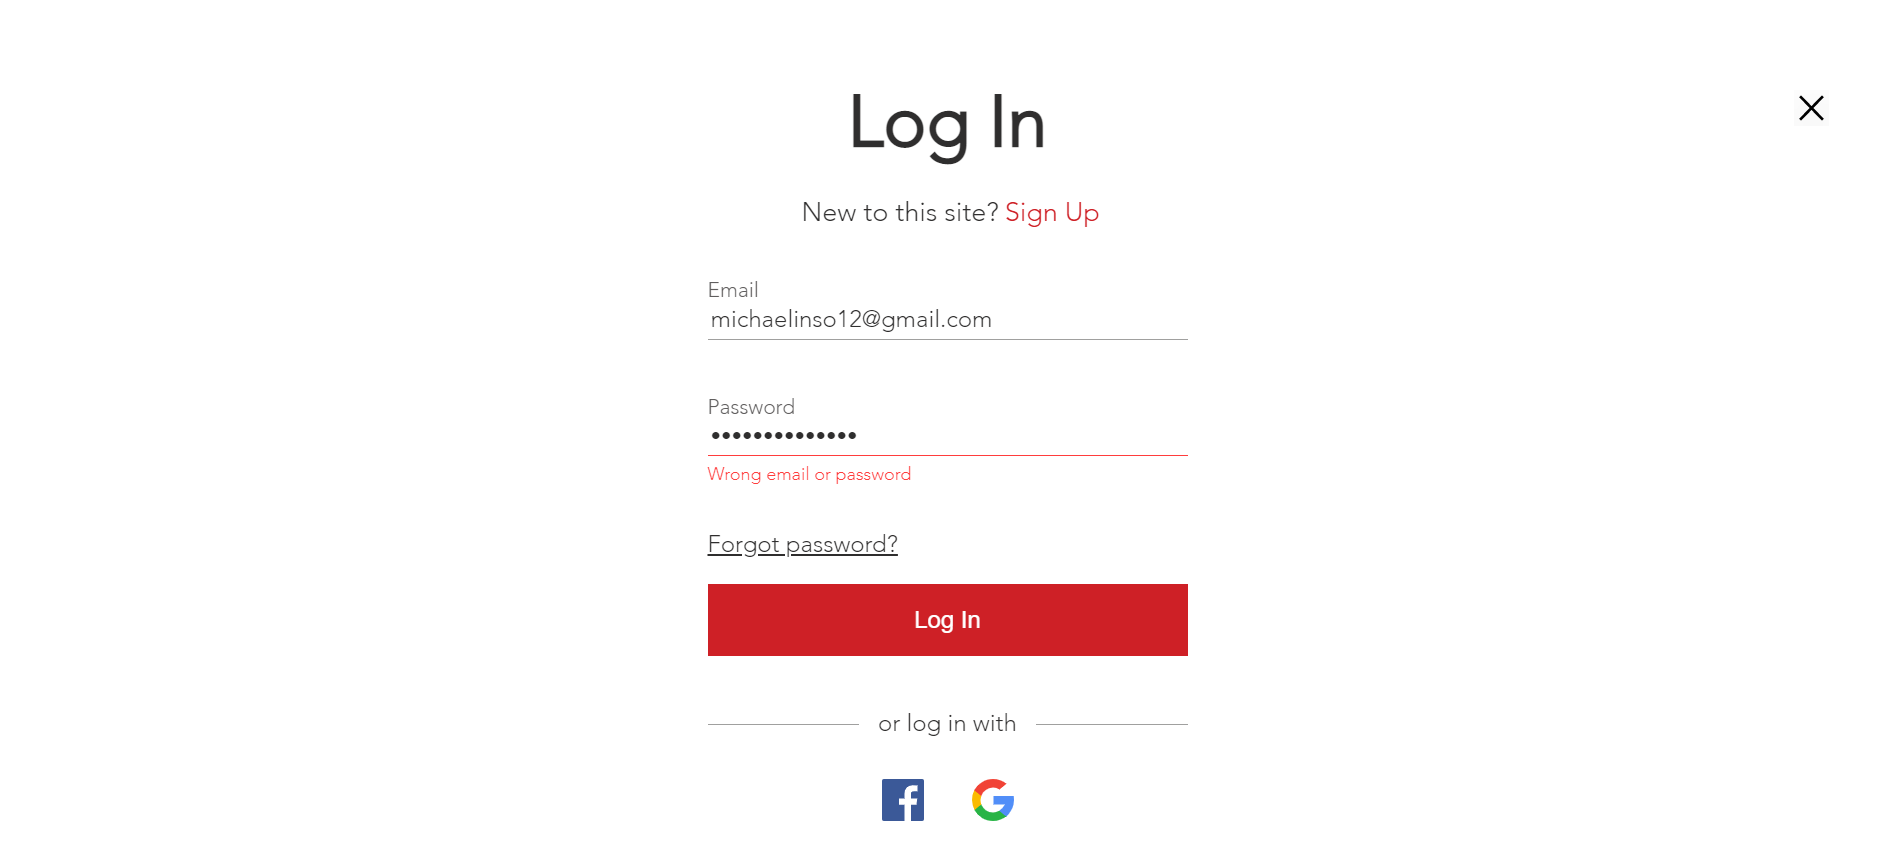 Log In
New to this site? Sign Up
Email
michaelinso12@gmail.com
Password
••••••••••••••
Wrong email or password
Forgot password?
Log In
or log in with